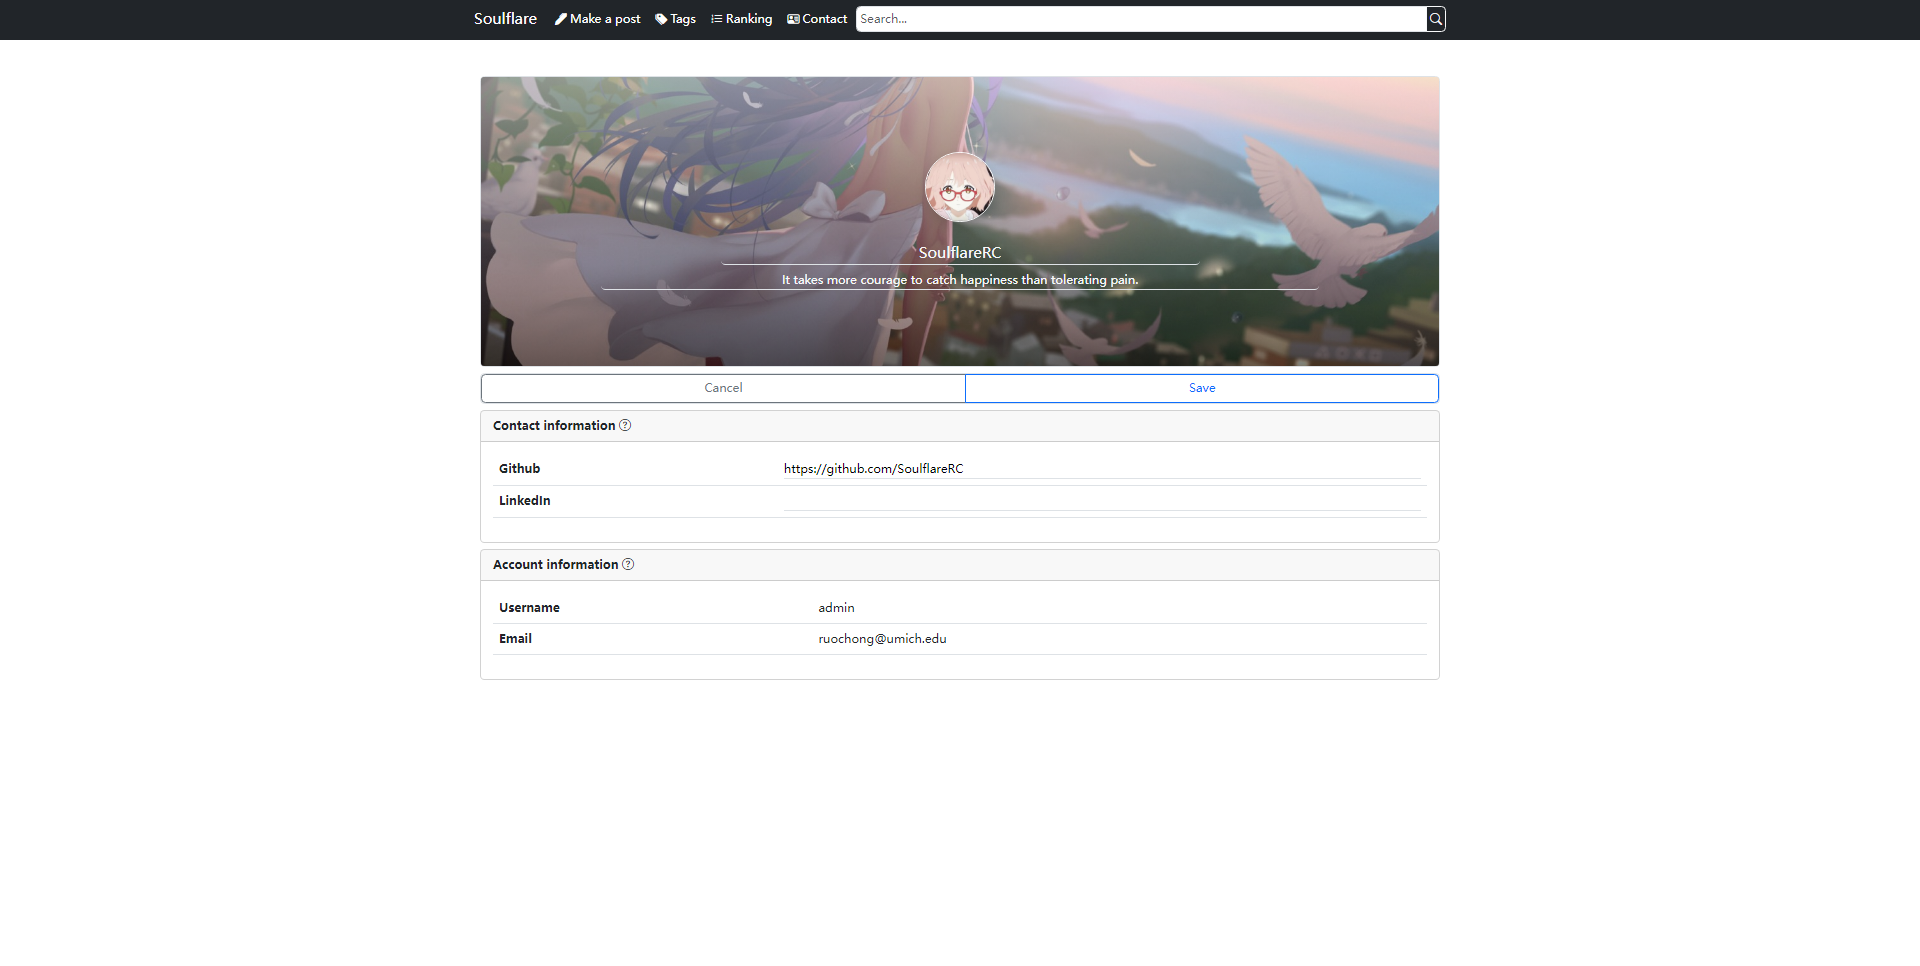 Soulflare Make a post Tags Ranking Contact Search...
SoulflareRC
It takes more courage to catch happiness than tolerating pain.
Cancel Save
Contact information
Github https://github.com/SoulflareRC
LinkedIn
Account information
Username admin
Email ruochong@umich.edu